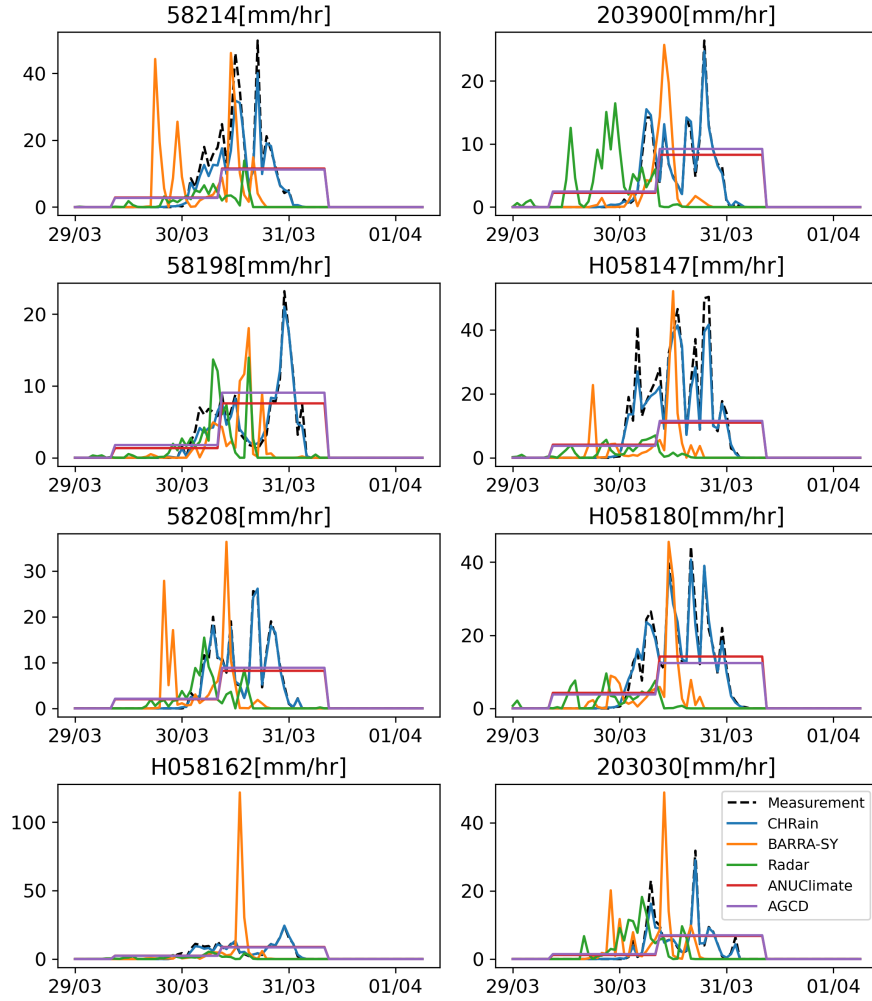 58214[mm/hr]
40
20
0
29/03 30/03 31/03 01/04
203900[mm/hr]
20
10
0
29/03 30/03 31/03 01/04
58198[mm/hr]
20
10
0
29/03 30/03 31/03 01/04
H058147[mm/hr]
40
20
0
29/03 30/03 31/03 01/04
58208[mm/hr]
30
20
10
0
29/03 30/03 31/03 01/04
H058180[mm/hr]
40
20
0
29/03 30/03 31/03 01/04
H058162[mm/hr]
100
50
0
29/03 30/03 31/03 01/04
203030[mm/hr]
40
20
0
29/03 30/03 31/03 01/04
Measurement
CHRain
BARRA-SY
Radar
ANUClimate
AGCD